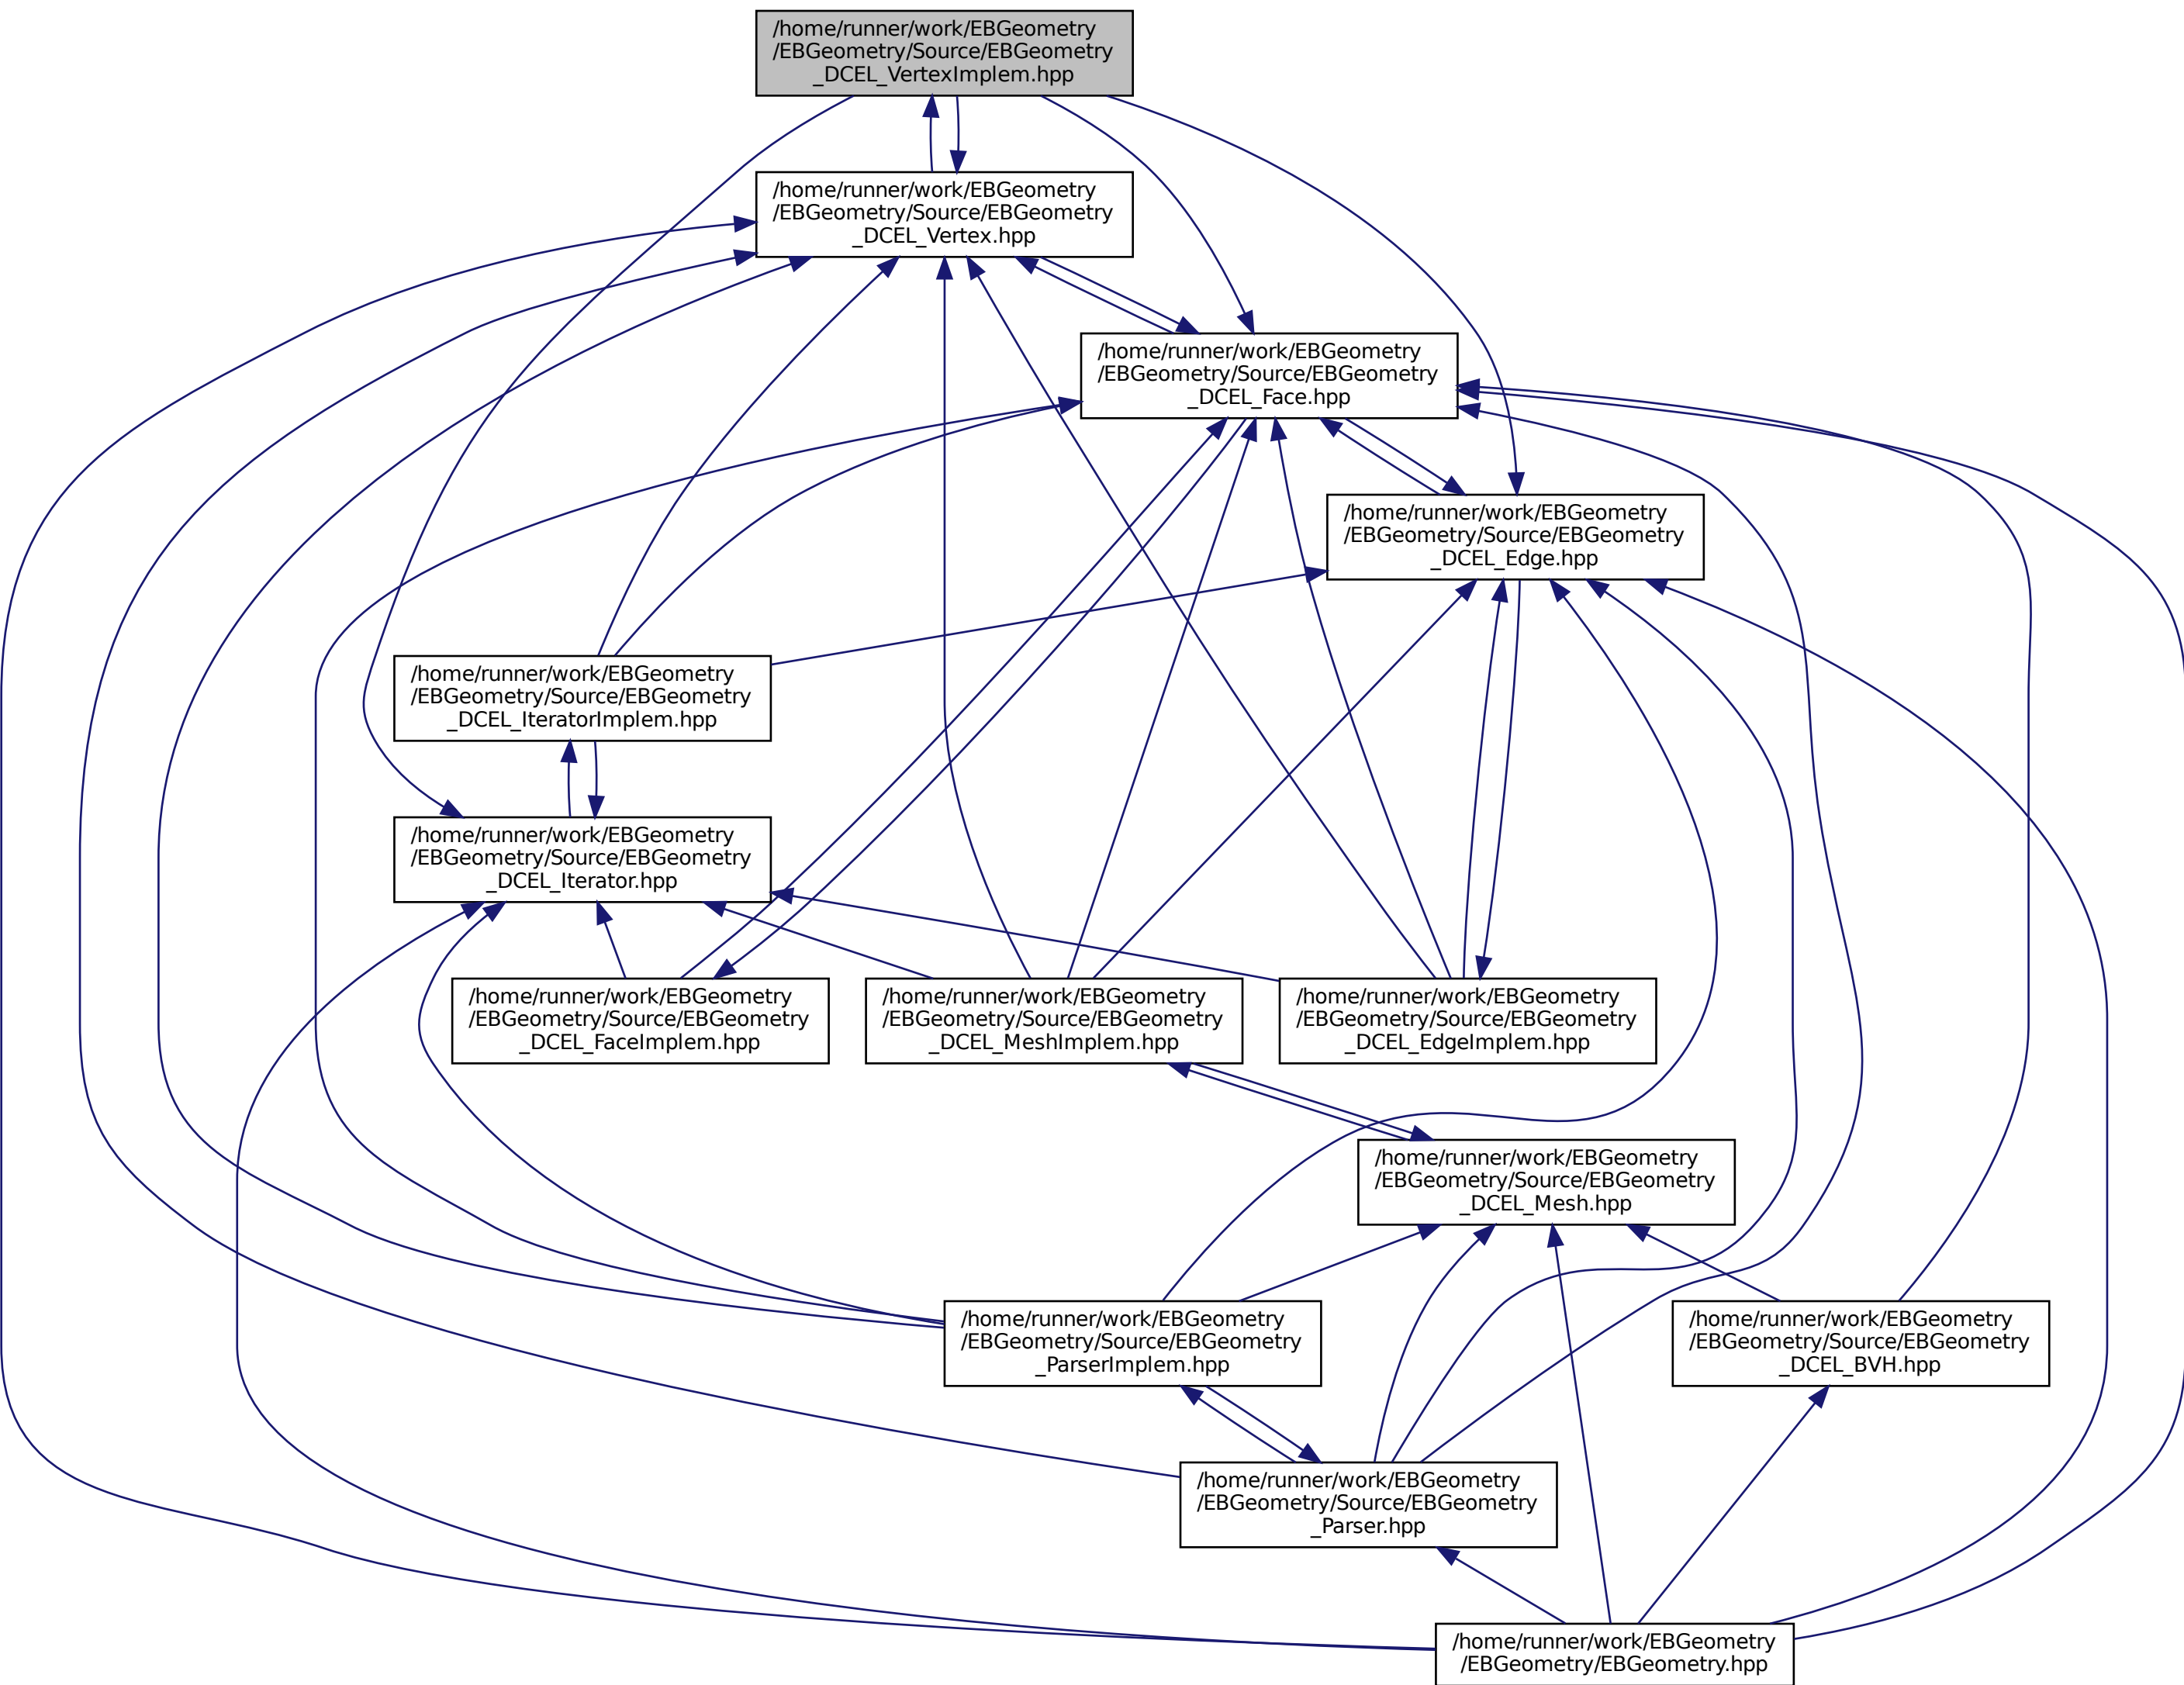 /home/runner/work/EBGeometry
/EBGeometry/Source/EBGeometry
_DCEL_VertexImplem.hpp
/home/runner/work/EBGeometry
/EBGeometry/Source/EBGeometry
_DCEL_Vertex.hpp
/home/runner/work/EBGeometry
/EBGeometry/Source/EBGeometry
_DCEL_Face.hpp
/home/runner/work/EBGeometry
/EBGeometry/Source/EBGeometry
_DCEL_Edge.hpp
/home/runner/work/EBGeometry
/EBGeometry/Source/EBGeometry
_DCEL_IteratorImplem.hpp
/home/runner/work/EBGeometry
/EBGeometry/Source/EBGeometry
_DCEL_Iterator.hpp
/home/runner/work/EBGeometry
/EBGeometry/Source/EBGeometry
_DCEL_FaceImplem.hpp
/home/runner/work/EBGeometry
/EBGeometry/Source/EBGeometry
_DCEL_MeshImplem.hpp
/home/runner/work/EBGeometry
/EBGeometry/Source/EBGeometry
_DCEL_EdgeImplem.hpp
/home/runner/work/EBGeometry
/EBGeometry/Source/EBGeometry
_DCEL_Mesh.hpp
/home/runner/work/EBGeometry
/EBGeometry/Source/EBGeometry
_ParserImplem.hpp
/home/runner/work/EBGeometry
/EBGeometry/Source/EBGeometry
_DCEL_BVH.hpp
/home/runner/work/EBGeometry
/EBGeometry/Source/EBGeometry
_Parser.hpp
/home/runner/work/EBGeometry
/EBGeometry/EBGeometry.hpp